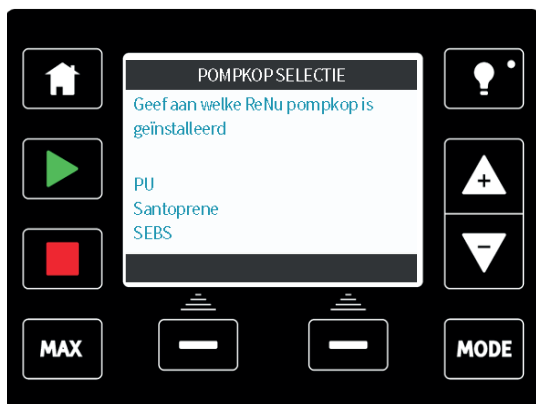 POMPKOP SELECTIE
Geef aan welke ReNu pompkop is
geïnstalleerd
PU
Santoprene
SEBS
+
-
MAX
MODE